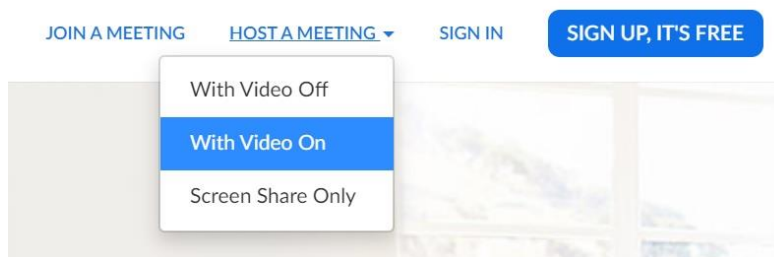 JOIN A MEETING HOST A MEETING SIGN IN SIGN UP, IT'S FREE
With Video Off
With Video On
Screen Share Only